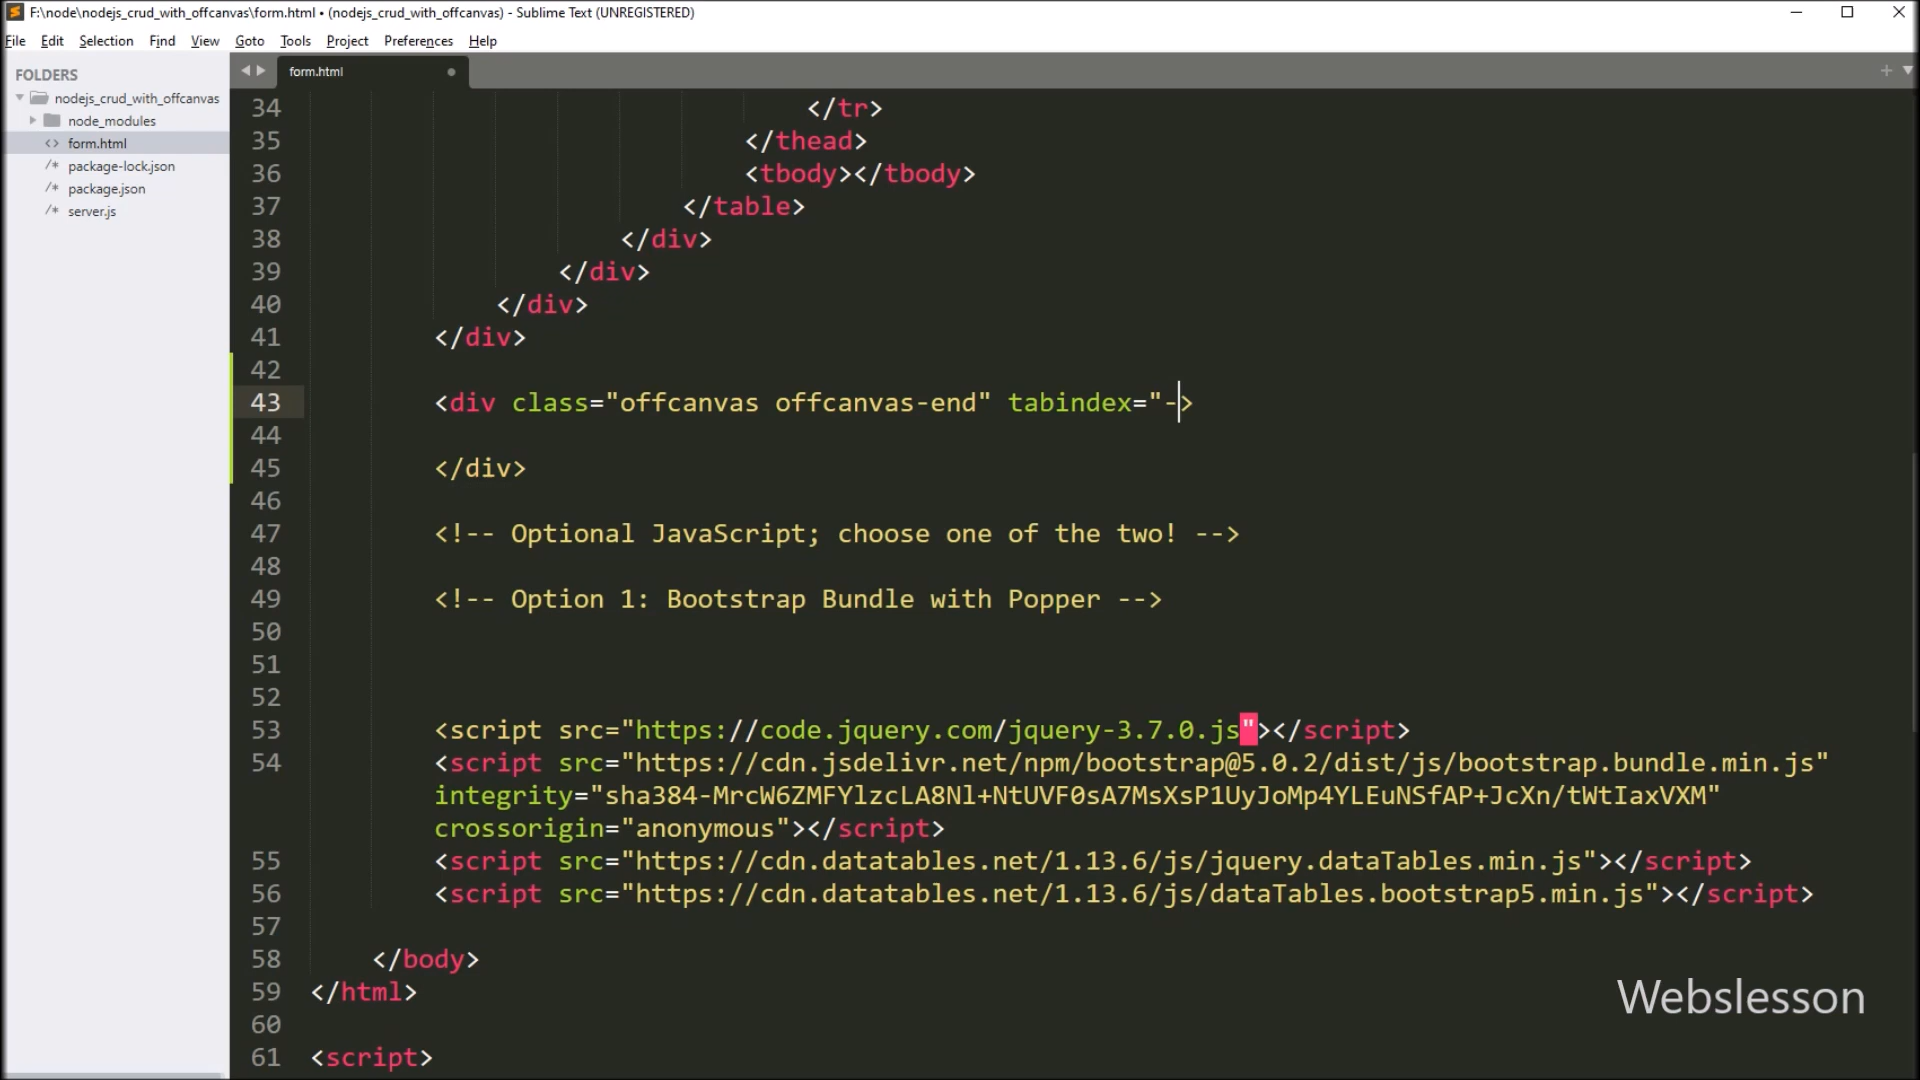 F:\node\nodejs_crud_with_offcanvas\form.html • (nodejs_crud_with_offcanvas) - Sublime Text (UNREGISTERED)
File Edit Selection Find View Goto Tools Project Preferences Help
FOLDERS
nodejs_crud_with_offcanvas
node_modules
<> form.html
/* package-lock.json
/* package.json
/* server.js
form.html
34 </tr>
35 </thead>
36 <tbody></tbody>
37 </table>
38 </div>
39 </div>
40 </div>
41 </div>
42
43 <div class="offcanvas offcanvas-end" tabindex="->
44
45 </div>
46
47 <!-- Optional JavaScript; choose one of the two! -->
48
49 <!-- Option 1: Bootstrap Bundle with Popper -->
50
51
52
53 <script src="https://code.jquery.com/jquery-3.7.0.js"></script>
54 <script src="https://cdn.jsdelivr.net/npm/bootstrap@5.0.2/dist/js/bootstrap.bundle.min.js"
integrity="sha384-MrcW6ZMFYlzcLA8Nl+NtUVF0sA7MsXsP1UyJoMp4YLEuNSfAP+JcXn/tWtIaxVXM"
crossorigin="anonymous"></script>
55 <script src="https://cdn.datatables.net/1.13.6/js/jquery.dataTables.min.js"></script>
56 <script src="https://cdn.datatables.net/1.13.6/js/dataTables.bootstrap5.min.js"></script>
57
58 </body>
59 </html>
60
61 <script>
Webslesson